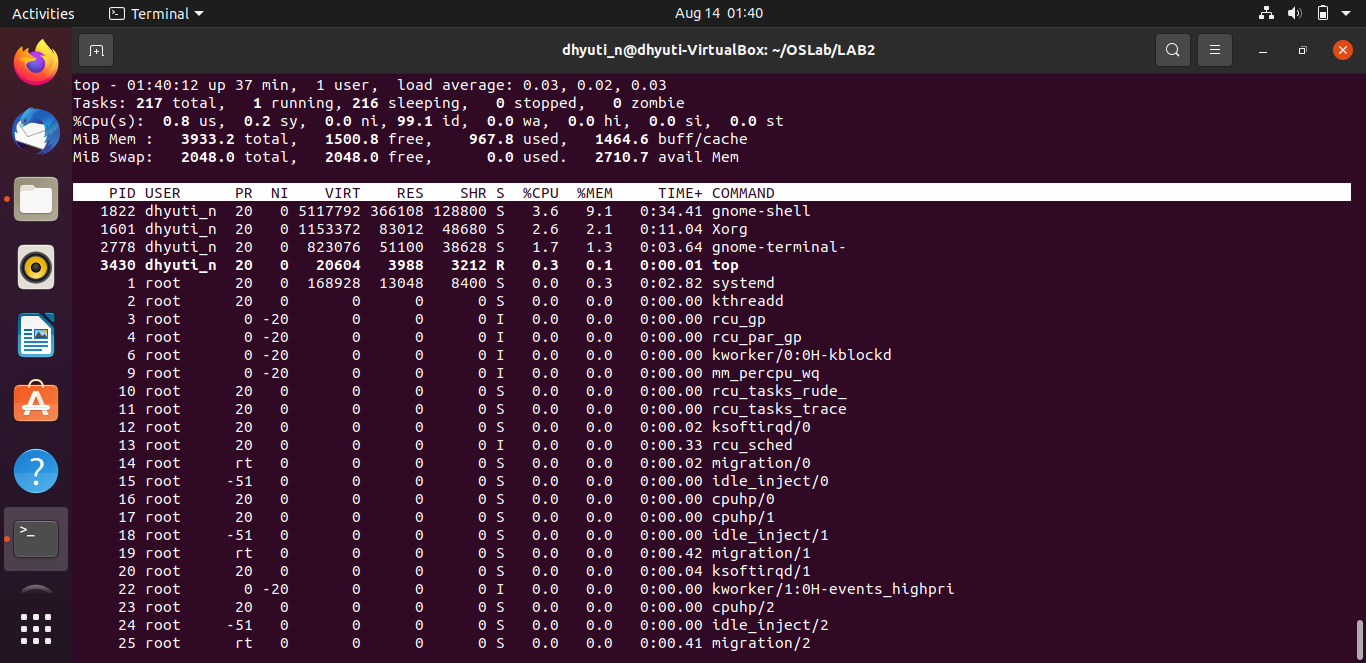 Activities Terminal Aug 14 01:40
dhyuti_n@dhyuti-VirtualBox: ~/OSLab/LAB2
top - 01:40:12 up 37 min,  1 user,  load average: 0.03, 0.02, 0.03
Tasks: 217 total,   1 running, 216 sleeping,   0 stopped,   0 zombie
%Cpu(s):  0.8 us,  0.2 sy,  0.0 ni, 99.1 id,  0.0 wa,  0.0 hi,  0.0 si,  0.0 st
MiB Mem :   3933.2 total,   1500.8 free,    967.8 used,   1464.6 buff/cache
MiB Swap:   2048.0 total,   2048.0 free,      0.0 used.   2710.7 avail Mem
PID USER      PR  NI    VIRT    RES    SHR S  %CPU  %MEM     TIME+ COMMAND
1822 dhyuti_n  20   0 5117792 366108 128800 S   3.6   9.1   0:34.41 gnome-shell
1601 dhyuti_n  20   0 1153372  83012  48680 S   2.6   2.1   0:11.04 Xorg
2778 dhyuti_n  20   0  823076  51100  38628 S   1.7   1.3   0:03.64 gnome-terminal-
3430 dhyuti_n  20   0   20604   3988   3212 R   0.3   0.1   0:00.01 top
1 root      20   0  168928  13048   8400 S   0.0   0.3   0:02.82 systemd
2 root      20   0       0      0      0 S   0.0   0.0   0:00.00 kthreadd
3 root       0 -20       0      0      0 I   0.0   0.0   0:00.00 rcu_gp
4 root       0 -20       0      0      0 I   0.0   0.0   0:00.00 rcu_par_gp
6 root       0 -20       0      0      0 I   0.0   0.0   0:00.00 kworker/0:0H-kblockd
9 root       0 -20       0      0      0 I   0.0   0.0   0:00.00 mm_percpu_wq
10 root      20   0       0      0      0 S   0.0   0.0   0:00.00 rcu_tasks_rude_
11 root      20   0       0      0      0 S   0.0   0.0   0:00.00 rcu_tasks_trace
12 root      20   0       0      0      0 S   0.0   0.0   0:00.02 ksoftirqd/0
13 root      20   0       0      0      0 I   0.0   0.0   0:00.33 rcu_sched
14 root      rt   0       0      0      0 S   0.0   0.0   0:00.02 migration/0
15 root     -51   0       0      0      0 S   0.0   0.0   0:00.00 idle_inject/0
16 root      20   0       0      0      0 S   0.0   0.0   0:00.00 cpuhp/0
17 root      20   0       0      0      0 S   0.0   0.0   0:00.00 cpuhp/1
18 root     -51   0       0      0      0 S   0.0   0.0   0:00.00 idle_inject/1
19 root      rt   0       0      0      0 S   0.0   0.0   0:00.42 migration/1
20 root      20   0       0      0      0 S   0.0   0.0   0:00.04 ksoftirqd/1
22 root       0 -20       0      0      0 I   0.0   0.0   0:00.00 kworker/1:0H-events_highpri
23 root      20   0       0      0      0 S   0.0   0.0   0:00.00 cpuhp/2
24 root     -51   0       0      0      0 S   0.0   0.0   0:00.00 idle_inject/2
25 root      rt   0       0      0      0 S   0.0   0.0   0:00.41 migration/2